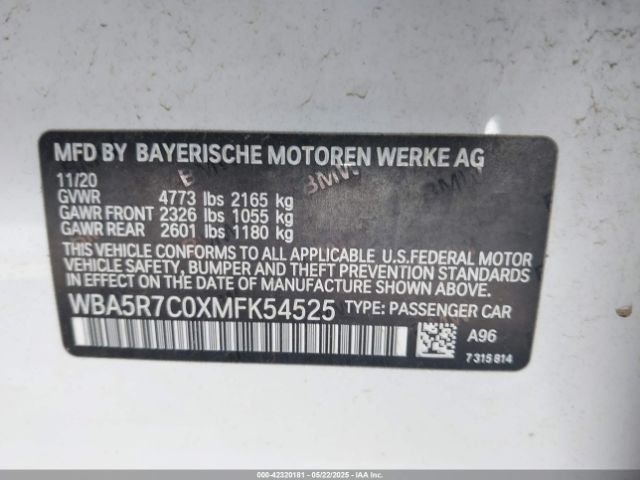 MFD BY BAYERISCHE MOTOREN WERKE AG
11/20
GVWR 4773 lbs 2165 kg
GAWR FRONT 2326 lbs 1055 kg
GAWR REAR 2601 lbs 1180 kg
THIS VEHICLE CONFORMS TO ALL APPLICABLE U.S.FEDERAL MOTOR
VEHICLE SAFETY, BUMPER AND THEFT PREVENTION STANDARDS
IN EFFECT ON THE DATE OF MANUFACTURE SHOWN ABOVE.
WBA5R7C0XMFK54525 TYPE: PASSENGER CAR
A96
7 315 814
000-42320181 - 05/22/2025 - IAAI.COM